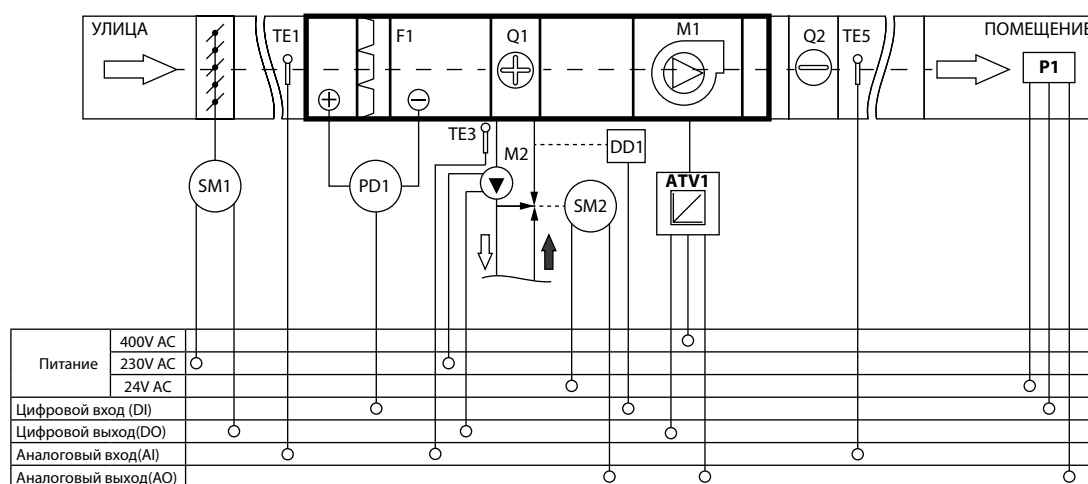 УЛИЦА
TE1
F1
Q1
M1
Q2
TE5
ПОМЕЩЕНИЕ
P1
TE3
M2
DD1
SM1
PD1
SM2
ATV1
Питание
400V AC
230V AC
24V AC
Цифровой вход (DI)
Цифровой выход(DO)
Аналоговый вход(AI)
Аналоговый выход(AO)